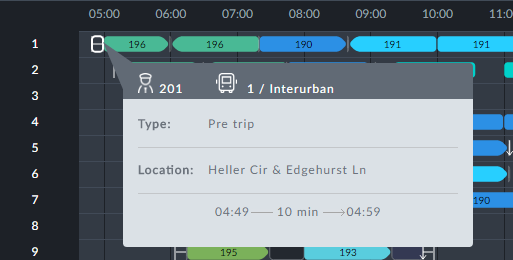 05:00 06:00 07:00 08:00 09:00 10:00 11:0
1 196 196 190 191 191
2
201 1 / Interurban
3
Type: Pre trip
4
5
Location: Heller Cir & Edgehurst Ln
6
7 190
04:49 10 min 04:59
8
9 195 193